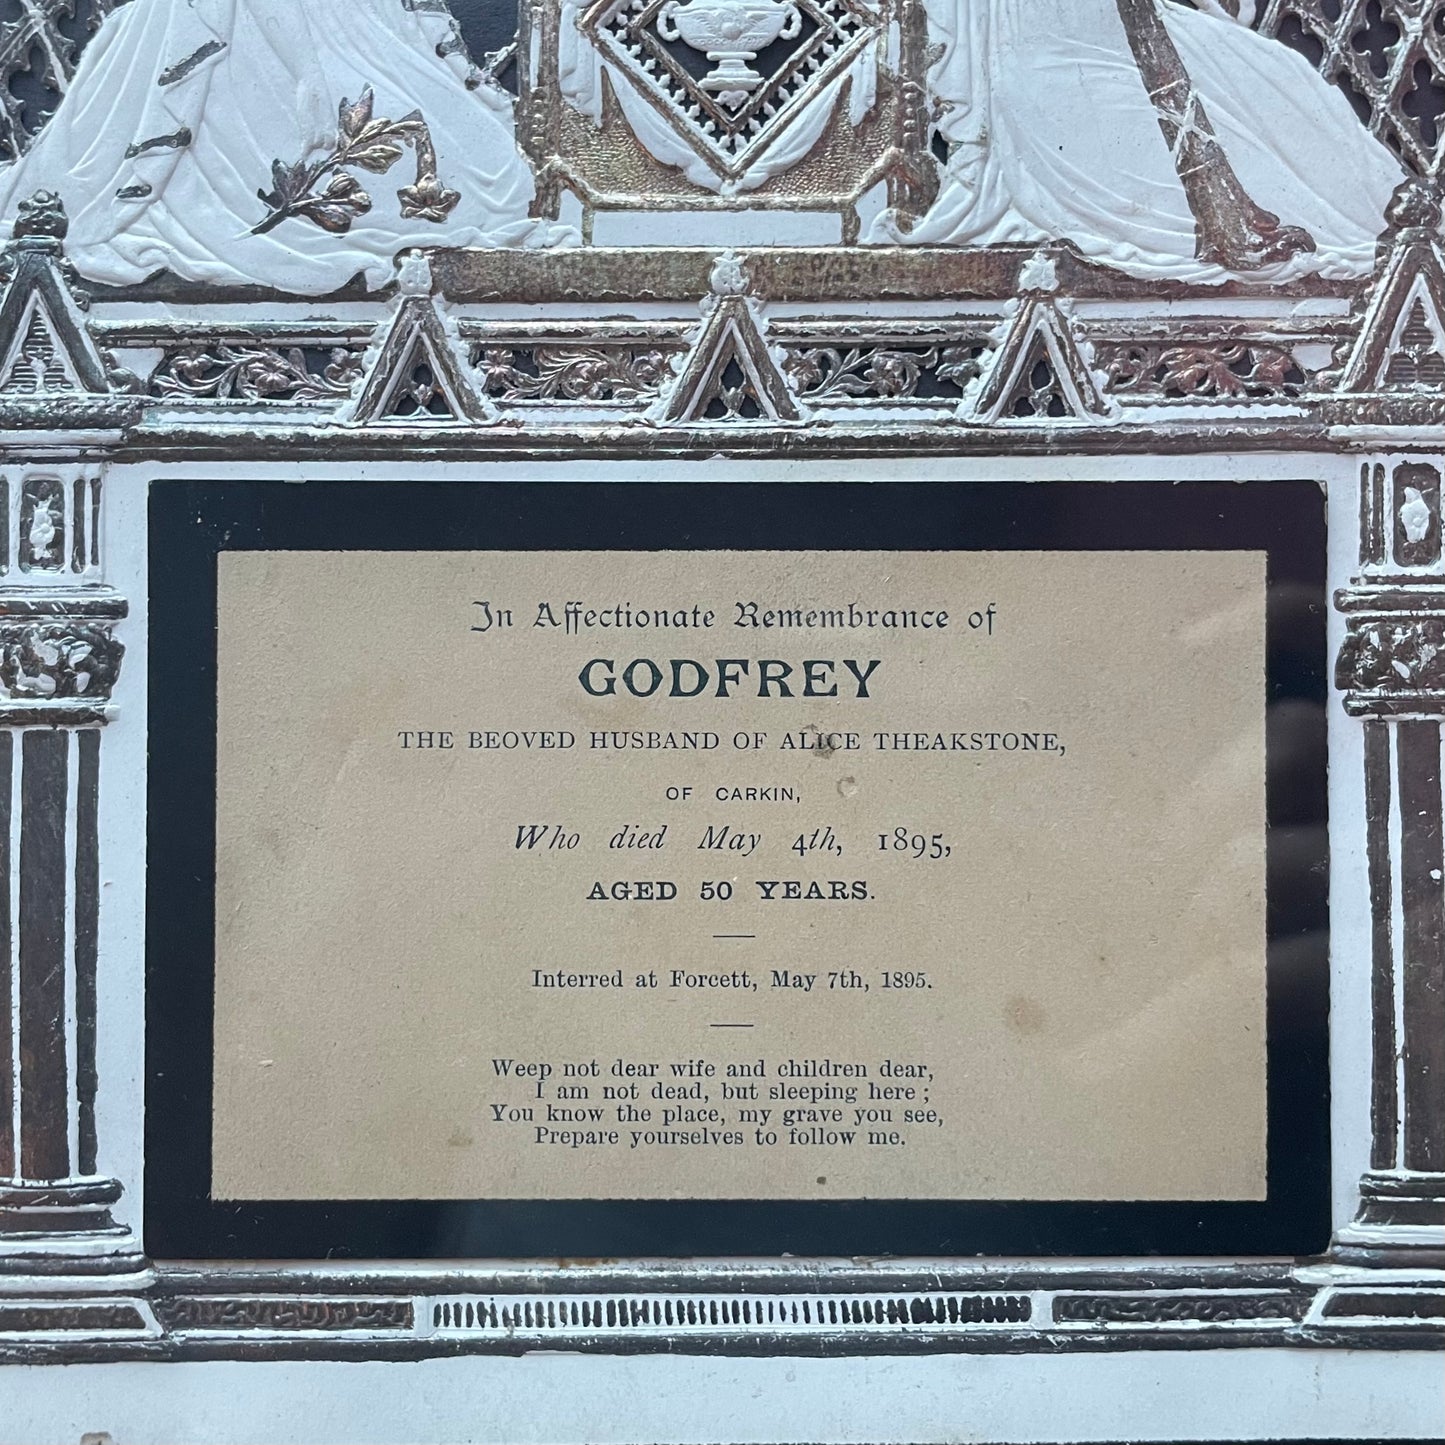 In Affectionate Remembrance of
GODFREY
THE BEOVED HUSBAND OF ALICE THEAKSTONE,
OF CARKIN,
Who died May 4th, 1895,
AGED 50 YEARS.
Interred at Forcett, May 7th, 1895.
Weep not dear wife and children dear,
I am not dead, but sleeping here ;
You know the place, my grave you see,
Prepare yourselves to follow me.